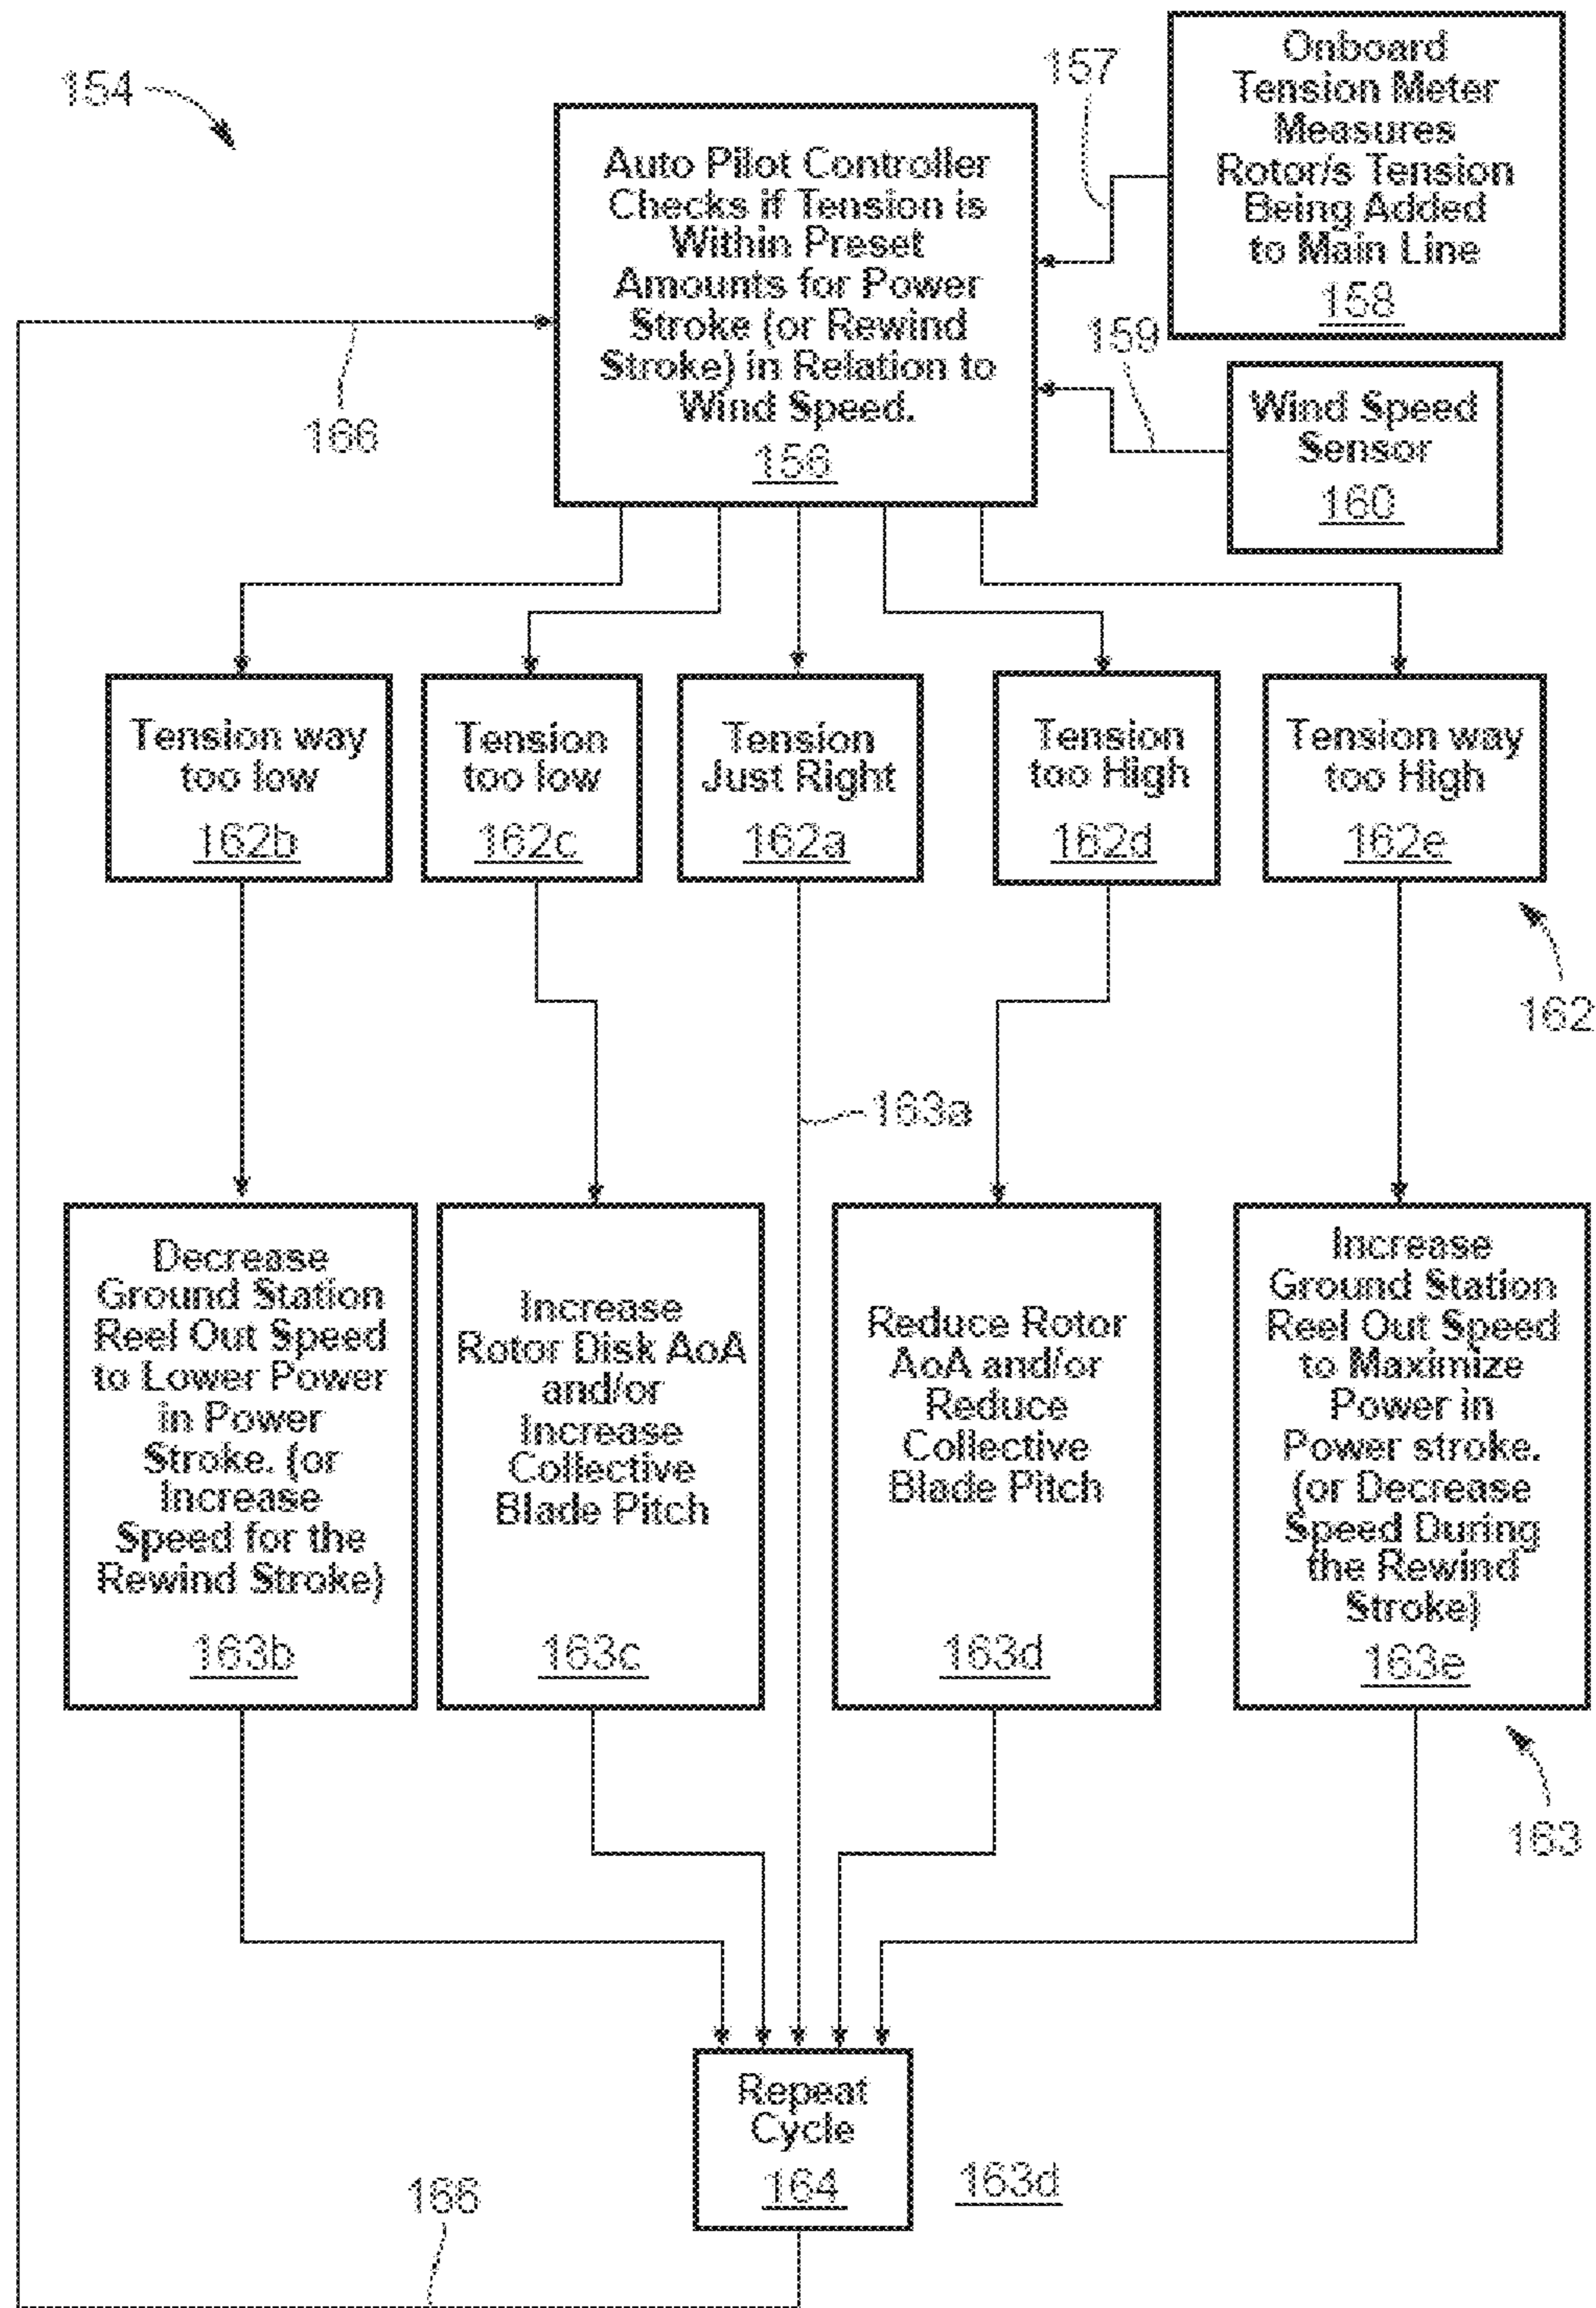 154
157
Onboard
Tension Meter
Measures
Rotor/s Tension
Being Added
to Main Line
158
Auto Pilot Controller
Checks if Tension is
Within Preset
Amounts for Power
Stroke (or Rewind
Stroke) in Relation to
Wind Speed.
156
159
Wind Speed
Sensor
160
166
Tension way
too low
162b
Tension
too low
162c
Tension
Just Right
162a
Tension
too High
162d
Tension way
too High
162e
162
163a
Decrease
Ground Station
Reel Out Speed
to Lower Power
in Power
Stroke. (or
Increase
Speed for the
Rewind Stroke)
163b
Increase
Rotor Disk AoA
and/or
Increase
Collective
Blade Pitch
163c
Reduce Rotor
AoA and/or
Reduce
Collective
Blade Pitch
163d
Increase
Ground Station
Reel Out Speed
to Maximize
Power in
Power stroke.
(or Decrease
Speed During
the Rewind
Stroke)
163e
163
Repeat
Cycle
164
163d
166